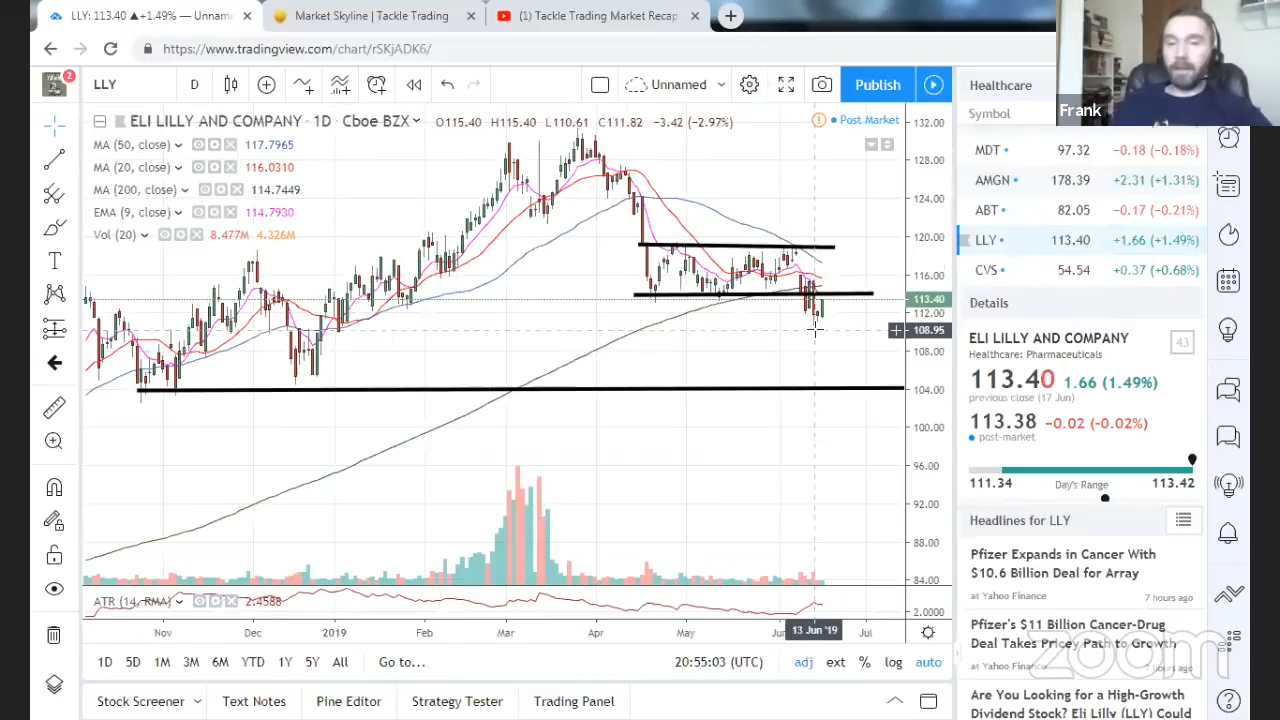 LLY: 113.40 ▲+1.49% — Unnam
Market Skyline | Tackle Trading
(1) Tackle Trading Market Recap
https://www.tradingview.com/chart/rSKjADK6/
2
LLY
D
Unnamed
Publish
Frank
ELI LILLY AND COMPANY • 1D • Cboe BZX
O115.40 H115.40 L110.61 C111.82 −3.42 (−2.97%)
Post Market
MA (50, close) 117.7965
MA (20, close) 116.0310
MA (200, close) 114.7449
EMA (9, close) 114.7930
Vol (20) 8.477M 4.326M
132.00
128.00
124.00
120.00
116.00
113.40
112.00
108.95
108.00
104.00
100.00
96.00
92.00
88.00
84.00
ATR (14, RMA) 2.4588
2.0000
Nov Dec 2019 Feb Mar Apr May Jun 13 Jun '19 Jul
1D 5D 1M 3M 6M YTD 1Y 5Y All Go to...
20:55:03 (UTC) adj ext % log auto
Stock Screener Text Notes Pine Editor Strategy Tester Trading Panel
Healthcare
Symbol
MDT 97.32 −0.18 (−0.18%)
AMGN 178.39 +2.31 (+1.31%)
ABT 82.05 −0.17 (−0.21%)
LLY 113.40 +1.66 (+1.49%)
CVS 54.54 +0.37 (+0.68%)
Details
ELI LILLY AND COMPANY
43
Healthcare: Pharmaceuticals
113.40 1.66 (1.49%)
previous close (17 Jun)
113.38 −0.02 (−0.02%)
post-market
111.34 Day's Range 113.42
Headlines for LLY
Pfizer Expands in Cancer With
$10.6 Billion Deal for Array
at Yahoo Finance 7 hours ago
Pfizer's $11 Billion Cancer-Drug
Deal Takes Pricey Path to Growth
at Yahoo Finance 7 hours ago
zoom
Are You Looking for a High-Growth
Dividend Stock? Eli Lilly (LLY) Could